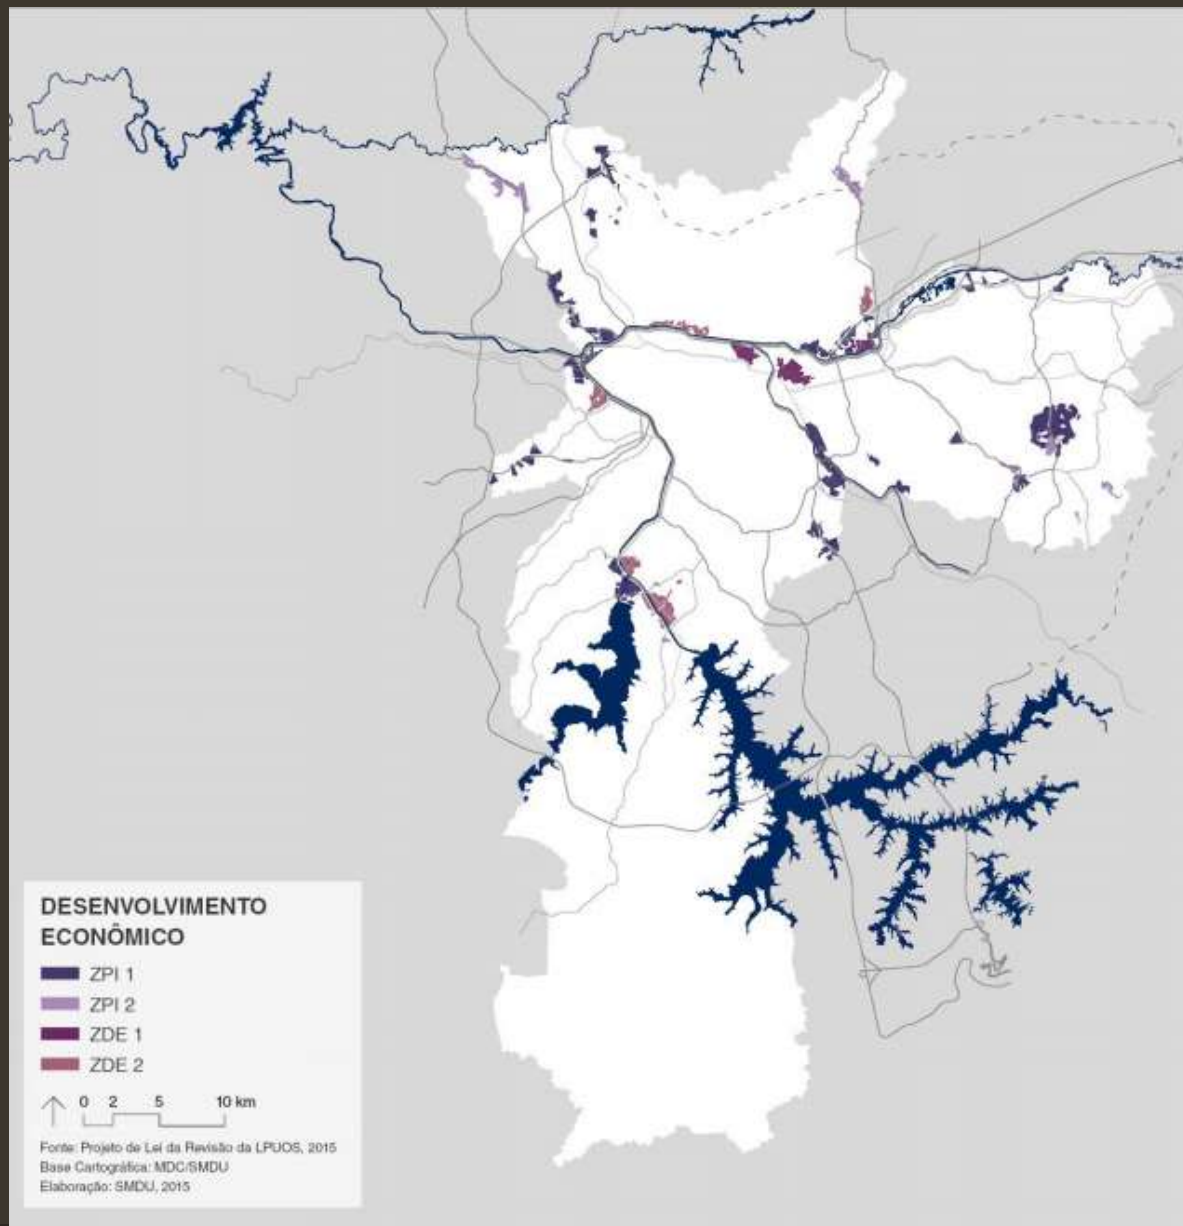 DESENVOLVIMENTO
ECONÔMICO
ZPI 1
ZPI 2
ZDE 1
ZDE 2
0 2 5 10 km
Fonte: Projeto de Lei da Revisão da LPUOS, 2015
Base Cartográfica: MDC/SMDU
Elaboração: SMDU, 2015